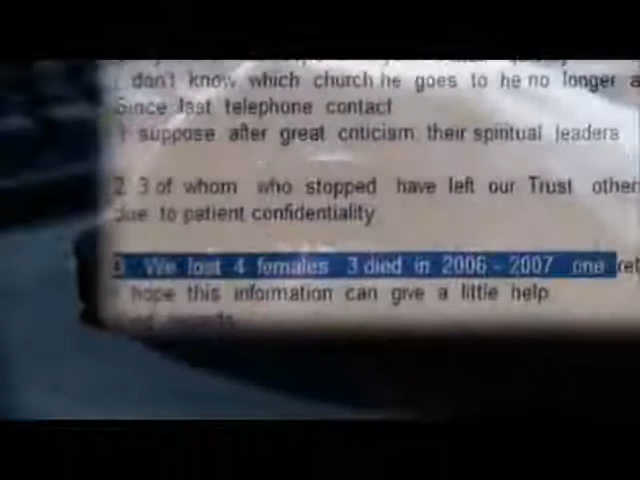 I don't know which church he goes to he no longer a
Since last telephone contact
I suppose after great criticism their spiritual leaders
2 3 of whom who stopped have left our Trust other
due to patient confidentiality
3 We lost 4 females 3 died in 2006 - 2007 one ret
I hope this information can give a little help